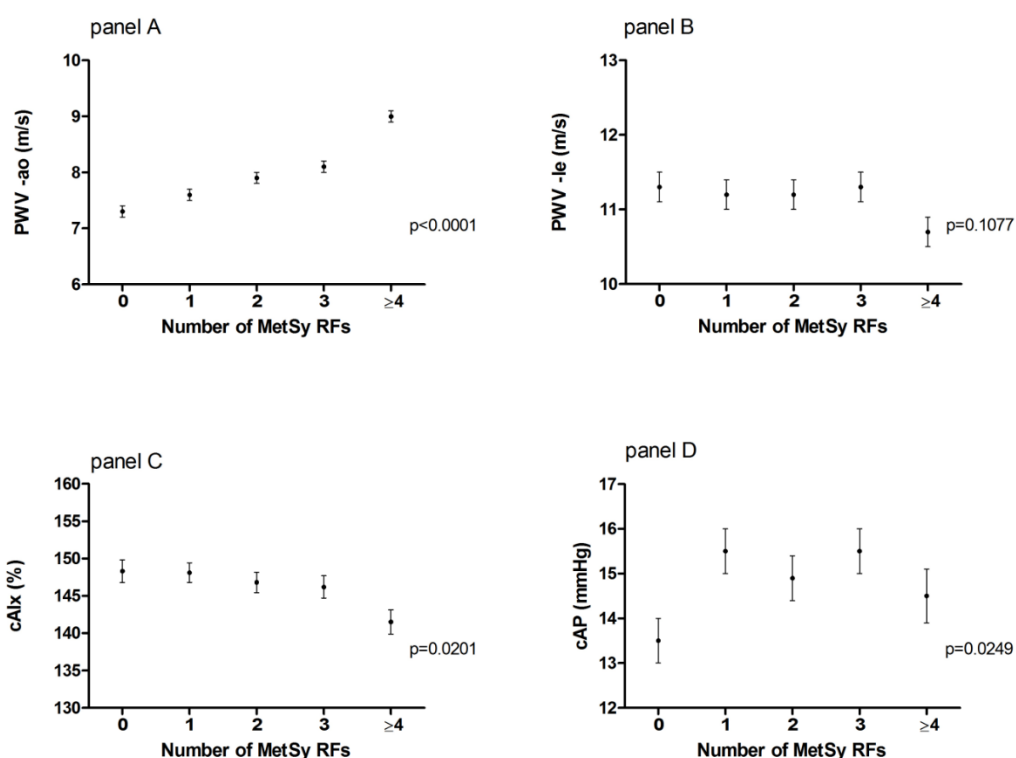 panel A
10
9
8
7
6
PWV -ao (m/s)
p<0.0001
0 1 2 3 ≥4
Number of MetSy RFs
panel B
13
12
11
10
PWV -le (m/s)
p=0.1077
0 1 2 3 ≥4
Number of MetSy RFs
panel C
160
155
150
145
140
135
130
cAIx (%)
p=0.0201
0 1 2 3 ≥4
Number of MetSy RFs
panel D
17
16
15
14
13
12
cAP (mmHg)
p=0.0249
0 1 2 3 ≥4
Number of MetSy RFs